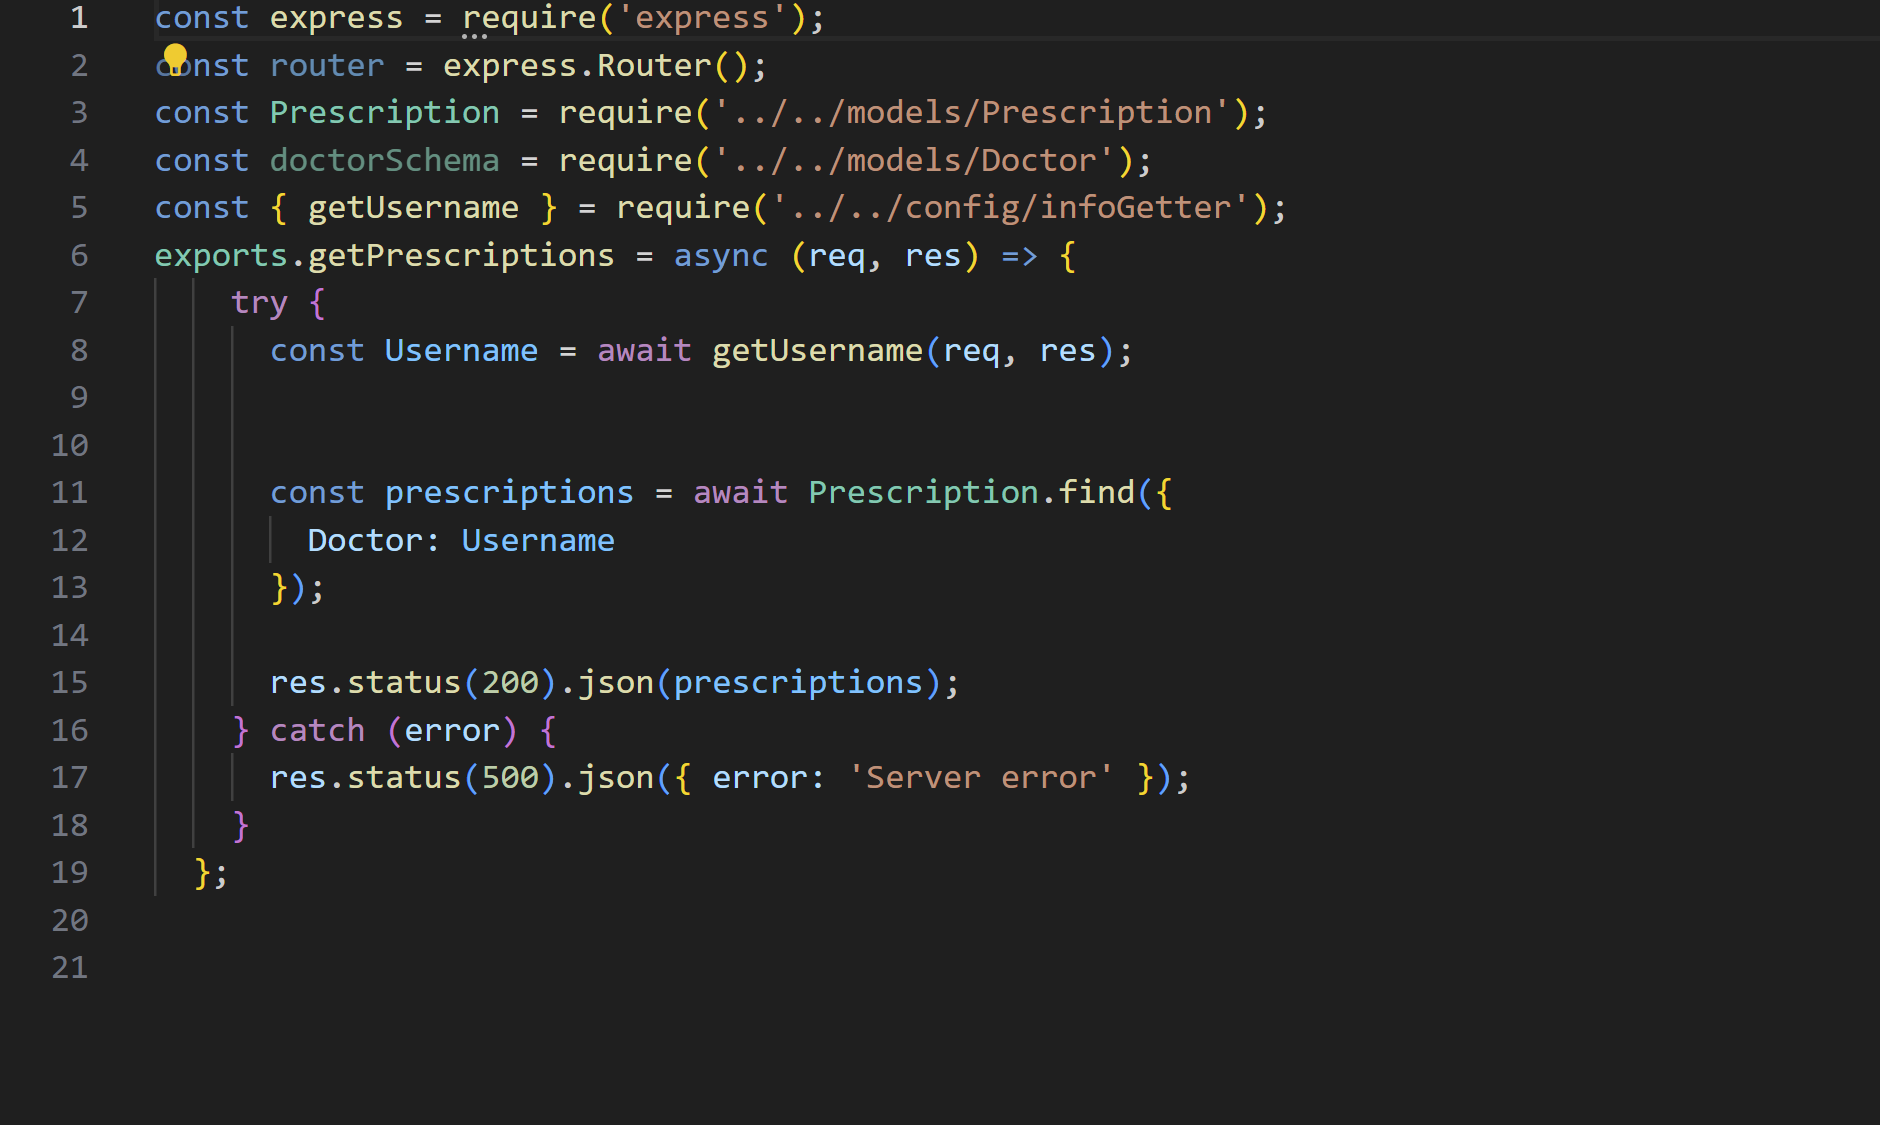 1 const express = require('express');
2 const router = express.Router();
3 const Prescription = require('../../models/Prescription');
4 const doctorSchema = require('../../models/Doctor');
5 const { getUsername } = require('../../config/infoGetter');
6 exports.getPrescriptions = async (req, res) => {
7     try {
8       const Username = await getUsername(req, res);
9
10
11       const prescriptions = await Prescription.find({
12         Doctor: Username
13       });
14
15       res.status(200).json(prescriptions);
16     } catch (error) {
17       res.status(500).json({ error: 'Server error' });
18     }
19   };
20
21